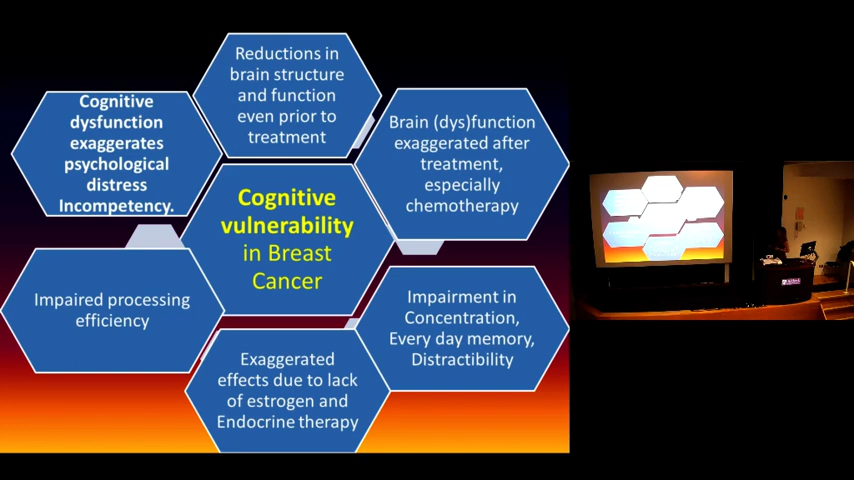 Reductions in
brain structure
and function
even prior to
treatment
Cognitive
dysfunction
exaggerates
psychological
distress
Incompetency.
Brain (dys)function
exaggerated after
treatment,
especially
chemotherapy
Cognitive
vulnerability
in Breast
Cancer
Impaired processing
efficiency
Impairment in
Concentration,
Every day memory,
Distractibility
Exaggerated
effects due to lack
of estrogen and
Endocrine therapy